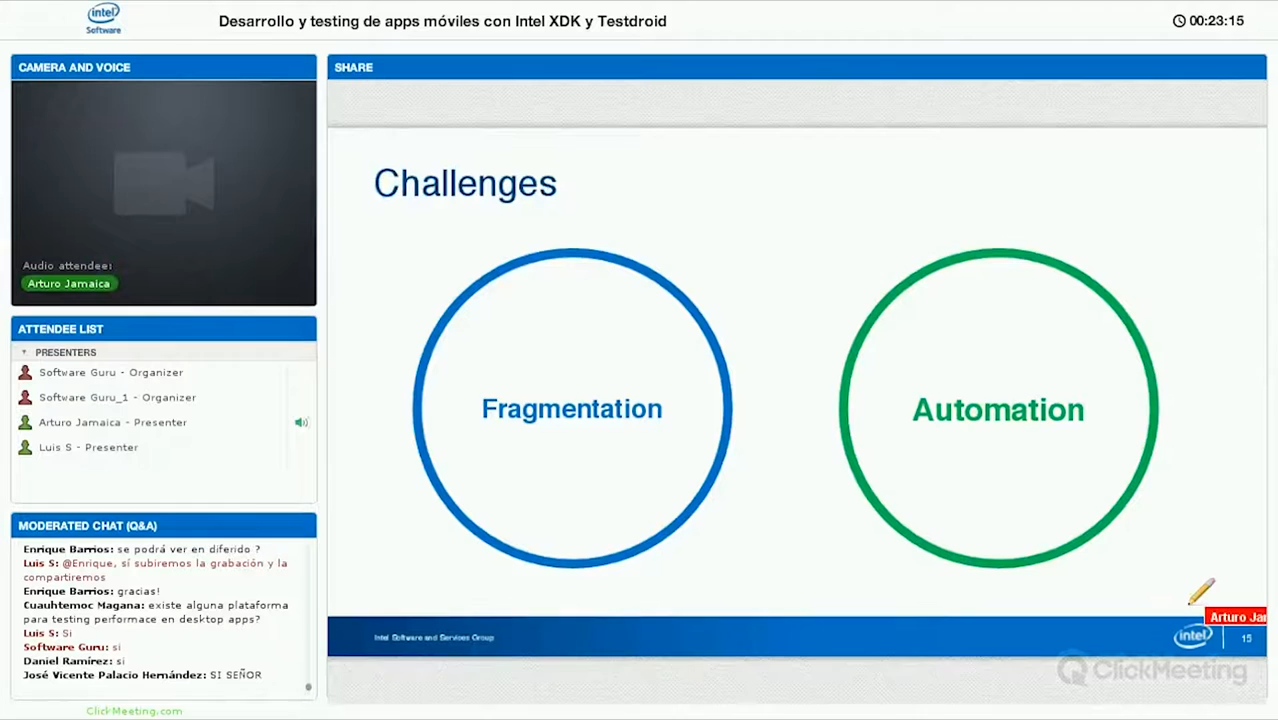 intel
Software
Desarrollo y testing de apps móviles con Intel XDK y Testdroid
00:23:15
CAMERA AND VOICE
Audio attendee:
Arturo Jamaica
ATTENDEE LIST
PRESENTERS
Software Guru - Organizer
Software Guru_1 - Organizer
Arturo Jamaica - Presenter
Luis S - Presenter
MODERATED CHAT (Q&A)
Enrique Barrios: se podrá ver en diferido ?
Luis S: @Enrique, sí subiremos la grabación y la
compartiremos
Enrique Barrios: gracias!
Cuauhtemoc Magana: existe alguna plataforma
para testing performace en desktop apps?
Luis S: Si
Software Guru: si
Daniel Ramírez: si
José Vicente Palacio Hernández: SI SEÑOR
ClickMeeting.com
SHARE
Challenges
Fragmentation
Automation
Arturo Jar
Intel Software and Services Group
intel
15
ClickMeeting